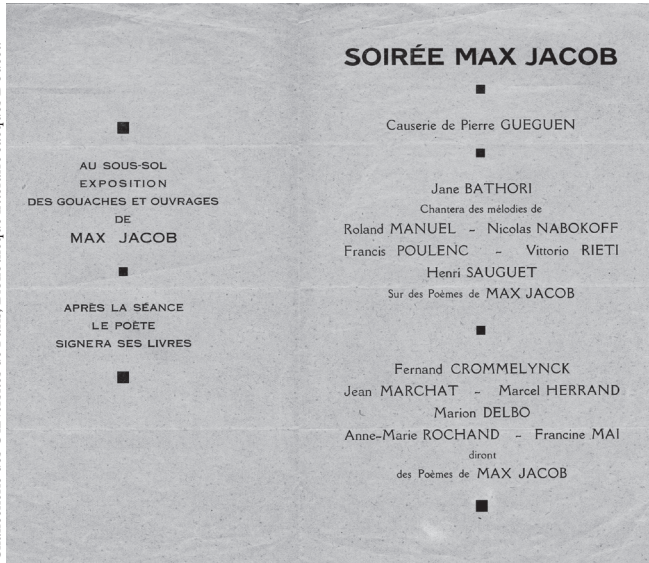 AU SOUS-SOL
EXPOSITION
DES GOUACHES ET OUVRAGES
DE
MAX JACOB
APRÈS LA SÉANCE
LE POÈTE
SIGNERA SES LIVRES
SOIRÉE MAX JACOB
Causerie de Pierre GUEGUEN
Jane BATHORI
Chantera des mélodies de
Roland MANUEL – Nicolas NABOKOFF
Francis POULENC – Vittorio RIETI
Henri SAUGUET
Sur des Poèmes de MAX JACOB
Fernand CROMMELYNCK
Jean MARCHAT – Marcel HERRAND
Marion DELBO
Anne-Marie ROCHAND – Francine MAI
diront
des Poèmes de MAX JACOB